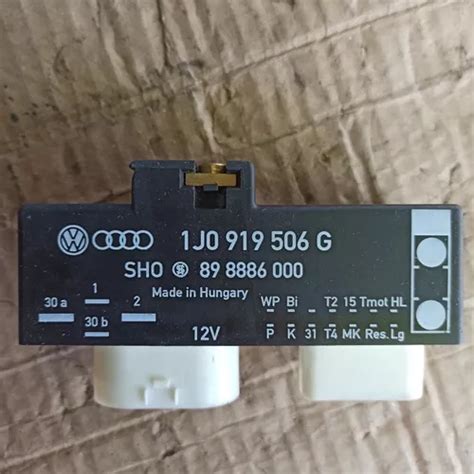 1J0 919 506 G
SHO 89 8886 000
Made in Hungary
1
30 a 2
30 b
12V
WP Bi T2 15 Tmot HL
P K 31 T4 MK Res. Lg